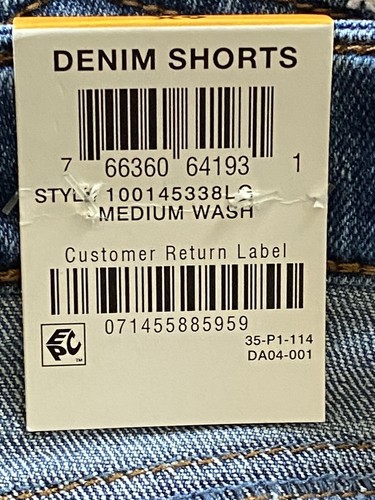 DENIM SHORTS
7 66360 64193 1
STYLE 100145338LG
MEDIUM WASH
Customer Return Label
071455885959
EPC TM
35-P1-114
DA04-001